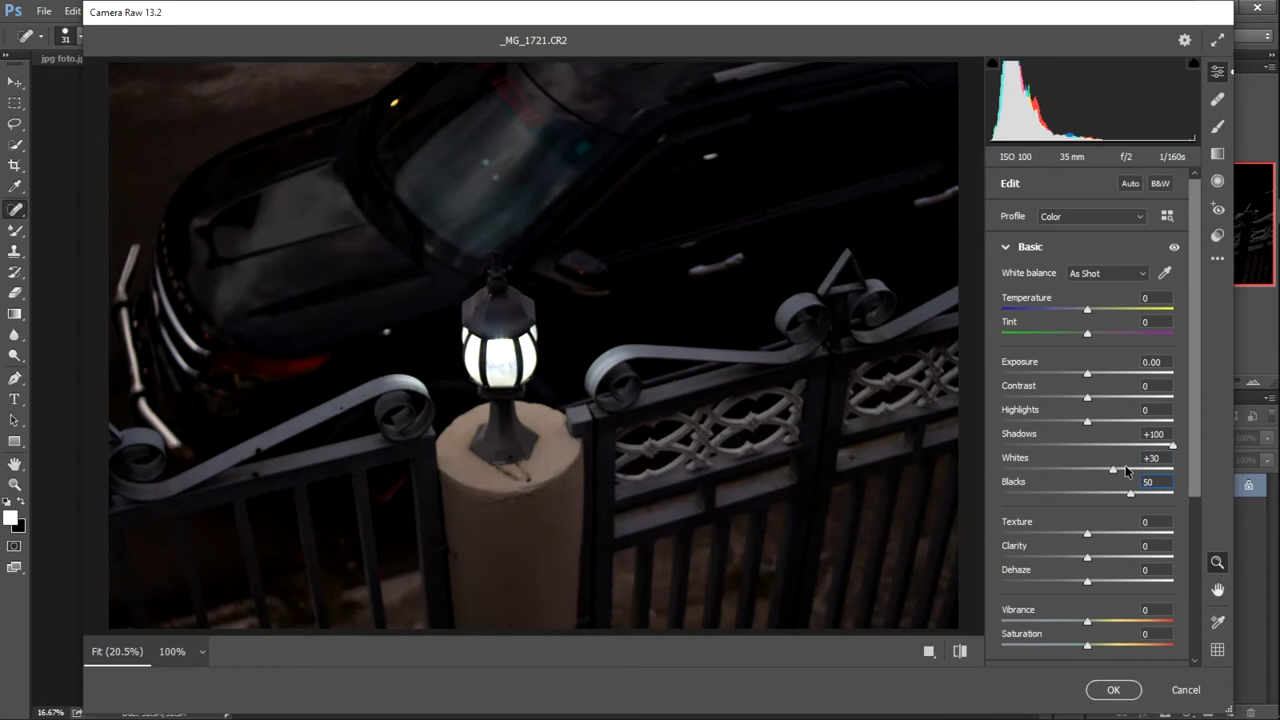 Camera Raw 13.2
Ps File Edit
_MG_1721.CR2
31
jpg foto.j
ISO 100 35 mm f/2 1/160s
Edit Auto B&W
Profile Color
Basic
White balance As Shot
Temperature 0
Tint 0
Exposure 0.00
Contrast 0
Highlights 0
Shadows +100
Whites +30
Blacks 50
Texture 0
Clarity 0
Dehaze 0
Vibrance 0
Saturation 0
Fit (20.5%) 100%
OK Cancel
16.67%